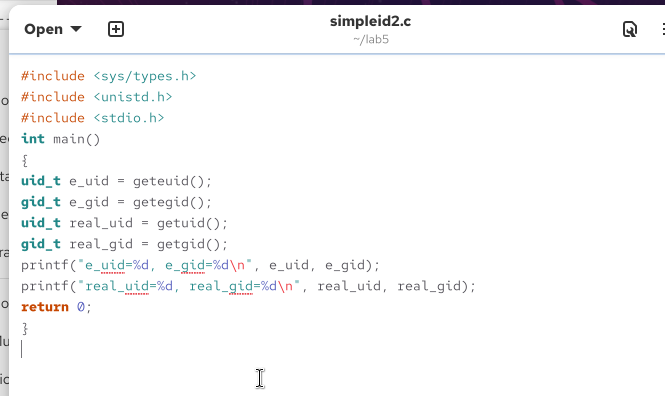 Open
simpleid2.c
~/lab5
#include <sys/types.h>
#include <unistd.h>
#include <stdio.h>
int main()
{
uid_t e_uid = geteuid();
gid_t e_gid = getegid();
uid_t real_uid = getuid();
gid_t real_gid = getgid();
printf("e_uid=%d, e_gid=%d\n", e_uid, e_gid);
printf("real_uid=%d, real_gid=%d\n", real_uid, real_gid);
return 0;
}